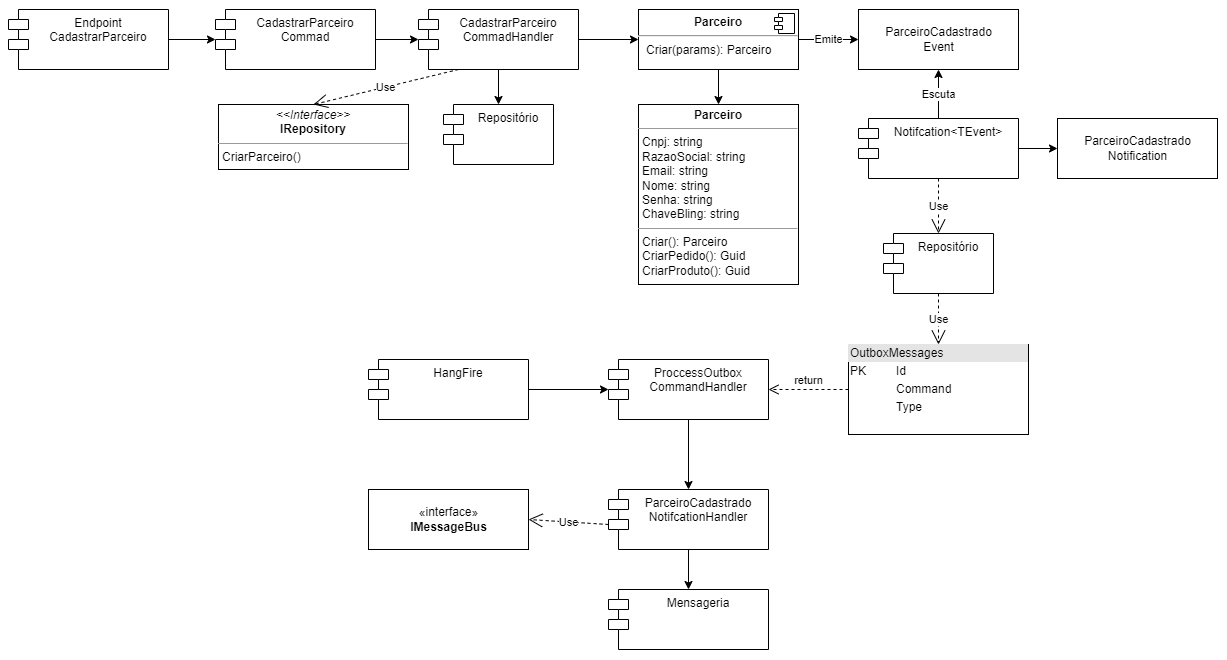 Endpoint
CadastrarParceiro
CadastrarParceiro
Commad
CadastrarParceiro
CommadHandler
Parceiro
Criar(params): Parceiro
Emite
ParceiroCadastrado
Event
Use
Escuta
<<Interface>>
IRepository
CriarParceiro()
Repositório
Parceiro
Cnpj: string
RazaoSocial: string
Email: string
Nome: string
Senha: string
ChaveBling: string
Criar(): Parceiro
CriarPedido(): Guid
CriarProduto(): Guid
Notifcation<TEvent>
ParceiroCadastrado
Notification
Use
Repositório
Use
OutboxMessages
PK Id
Command
Type
return
HangFire
ProccessOutbox
CommandHandler
«interface»
IMessageBus
Use
ParceiroCadastrado
NotifcationHandler
Mensageria